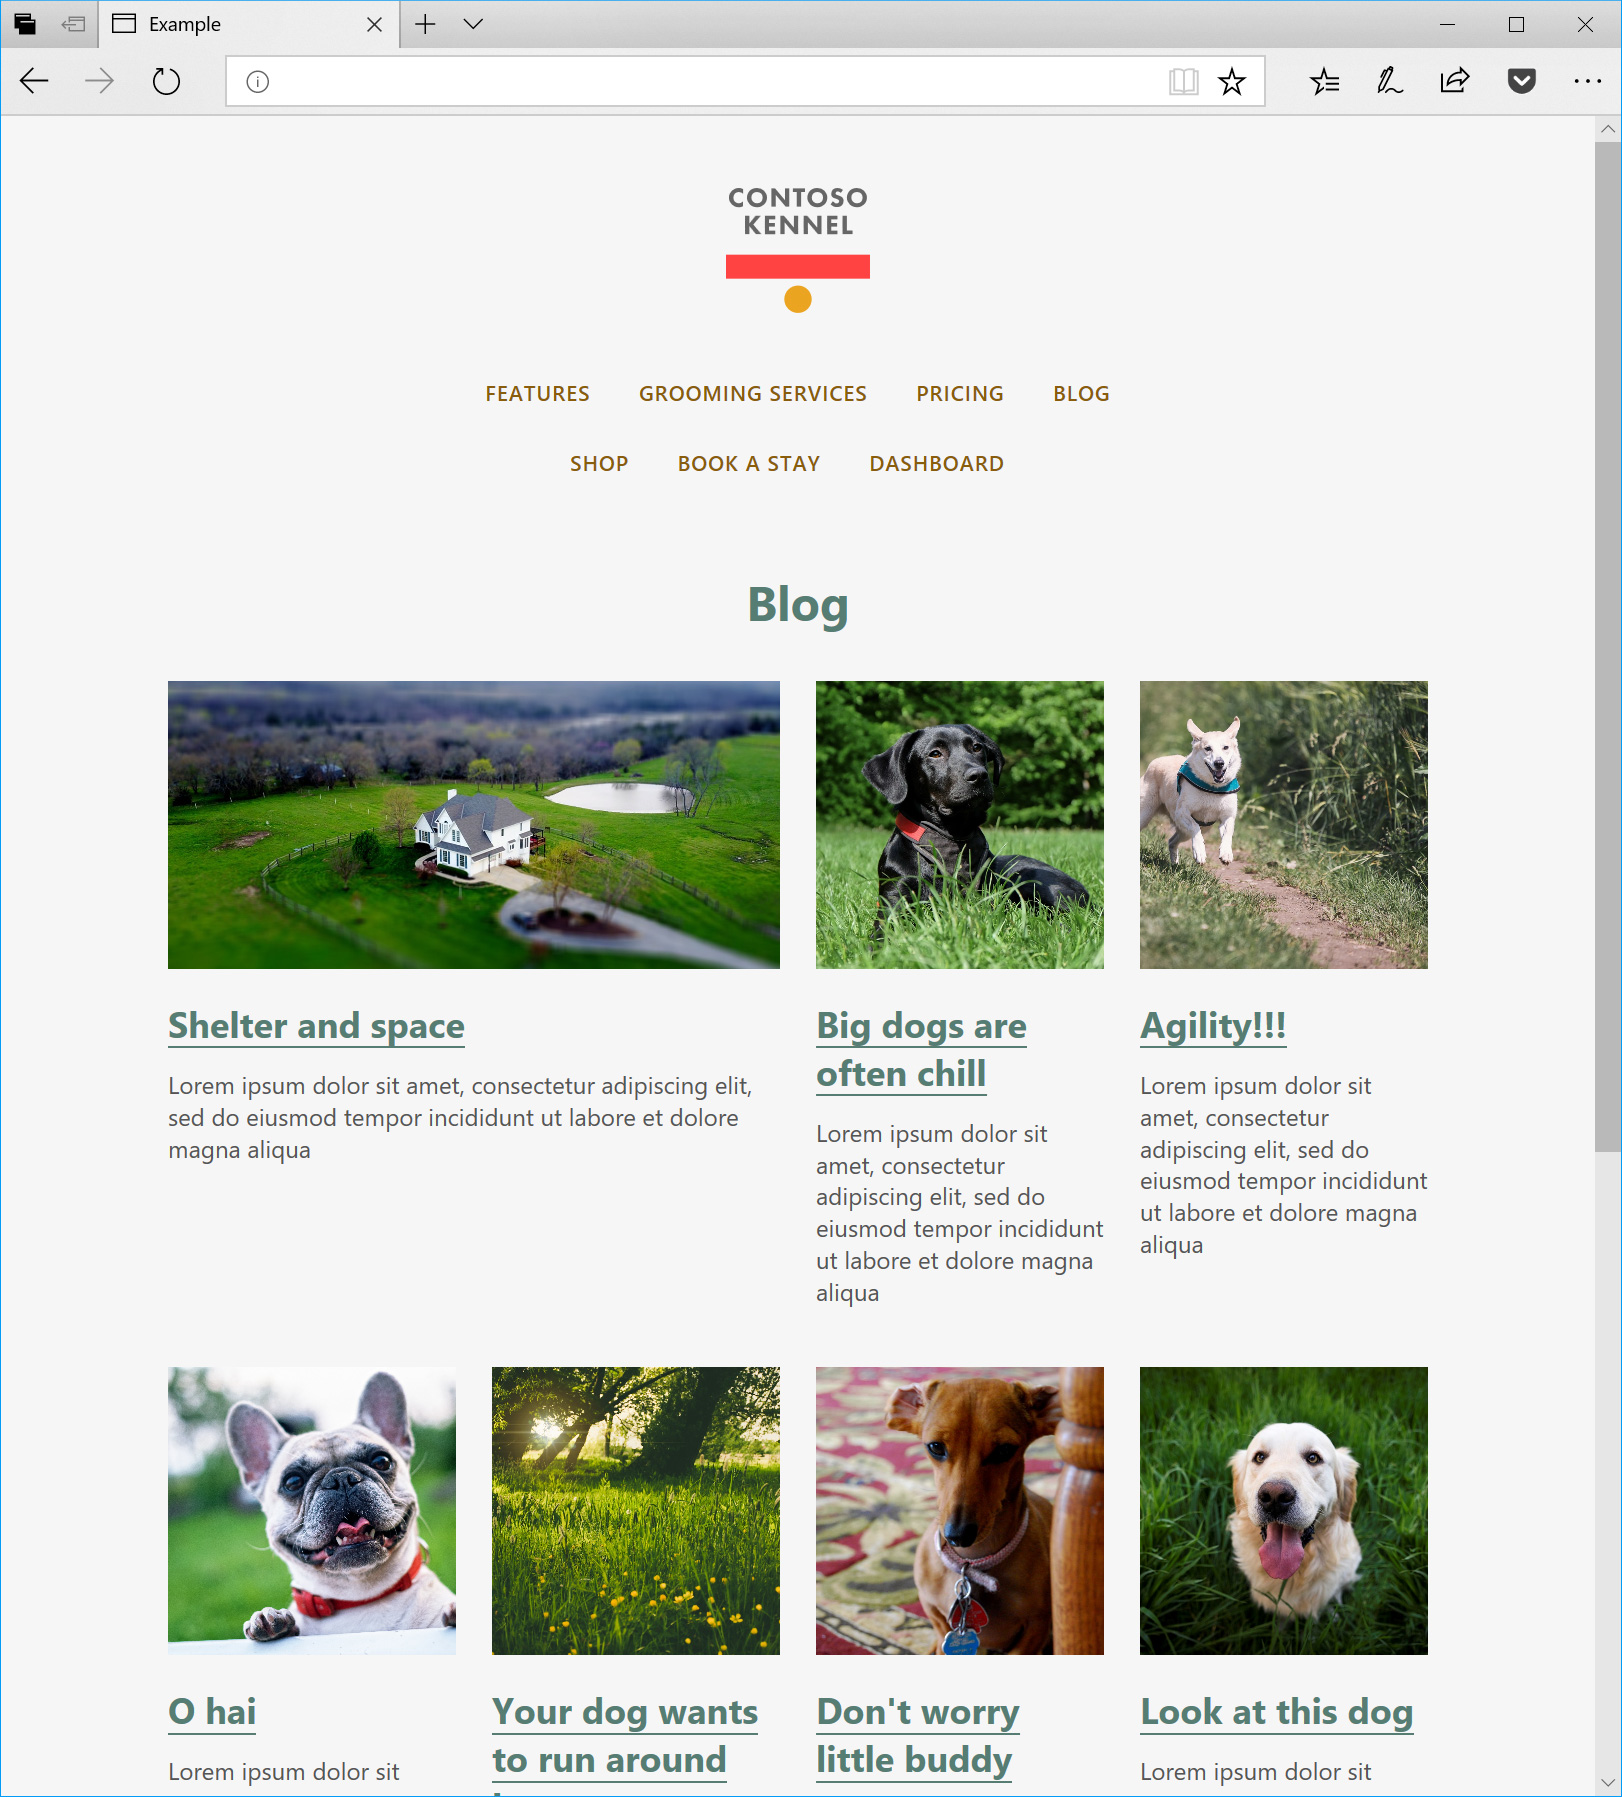 Example
CONTOSO
KENNEL
FEATURES GROOMING SERVICES PRICING BLOG
SHOP BOOK A STAY DASHBOARD
Blog
Shelter and space
Lorem ipsum dolor sit amet, consectetur adipiscing elit,
sed do eiusmod tempor incididunt ut labore et dolore
magna aliqua
Big dogs are
often chill
Lorem ipsum dolor sit
amet, consectetur
adipiscing elit, sed do
eiusmod tempor incididunt
ut labore et dolore magna
aliqua
Agility!!!
Lorem ipsum dolor sit
amet, consectetur
adipiscing elit, sed do
eiusmod tempor incididunt
ut labore et dolore magna
aliqua
O hai
Lorem ipsum dolor sit
Your dog wants
to run around
Don't worry
little buddy
Look at this dog
Lorem ipsum dolor sit